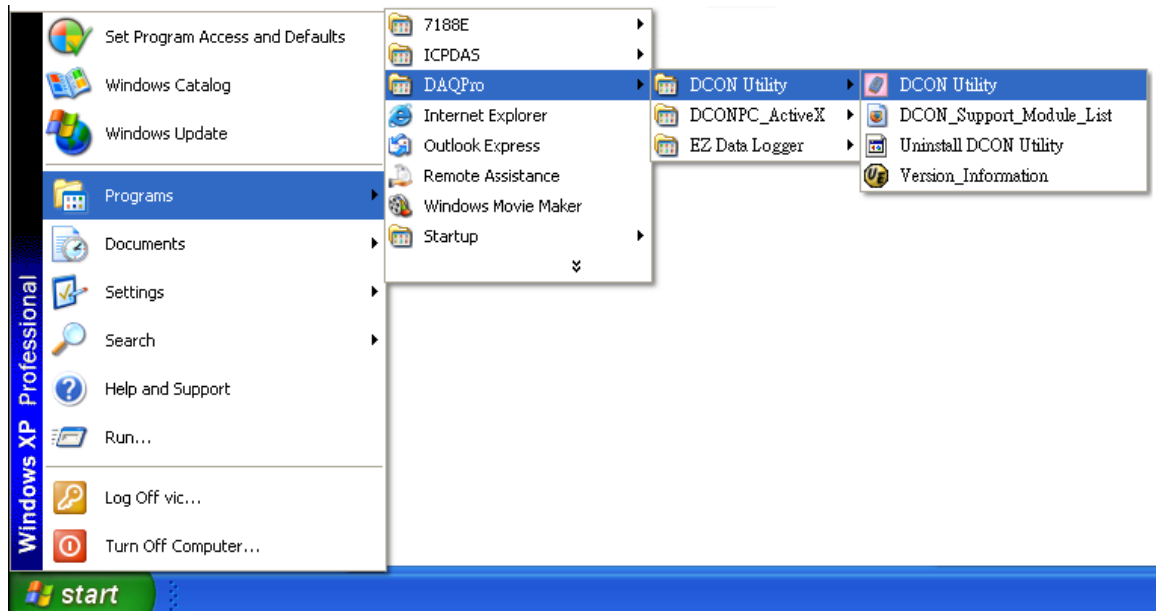 Windows XP Professional
Set Program Access and Defaults
Windows Catalog
Windows Update
Programs
Documents
Settings
Search
Help and Support
Run...
Log Off vic...
Turn Off Computer...
start
7188E
ICPDAS
DAQPro
Internet Explorer
Outlook Express
Remote Assistance
Windows Movie Maker
Startup
DCON Utility
DCONPC_ActiveX
EZ Data Logger
DCON Utility
DCON_Support_Module_List
Uninstall DCON Utility
Version_Information